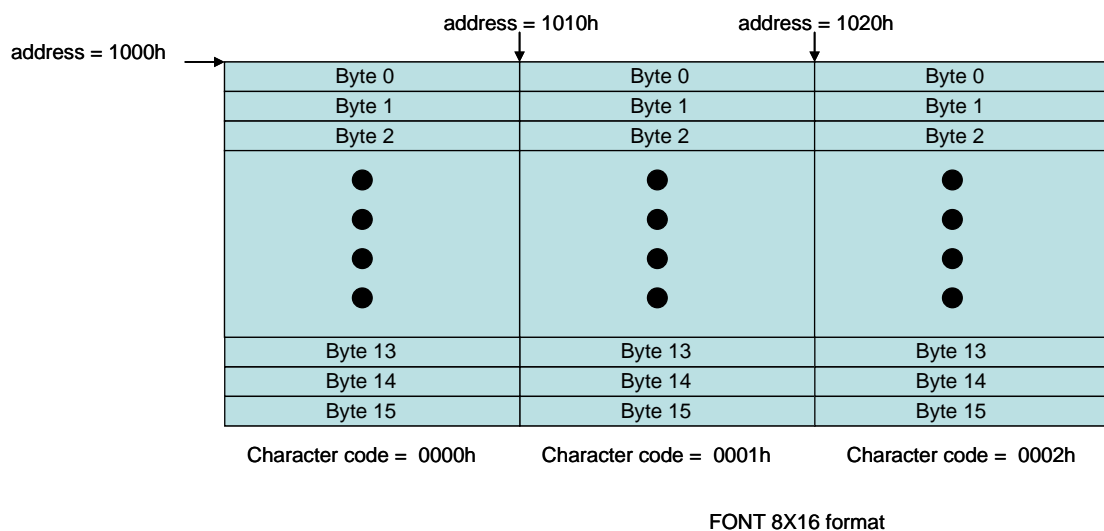 address = 1010h address = 1020h
address = 1000h
Byte 0 Byte 0 Byte 0
Byte 1 Byte 1 Byte 1
Byte 2 Byte 2 Byte 2
Byte 13 Byte 13 Byte 13
Byte 14 Byte 14 Byte 14
Byte 15 Byte 15 Byte 15
Character code = 0000h Character code = 0001h Character code = 0002h
FONT 8X16 format